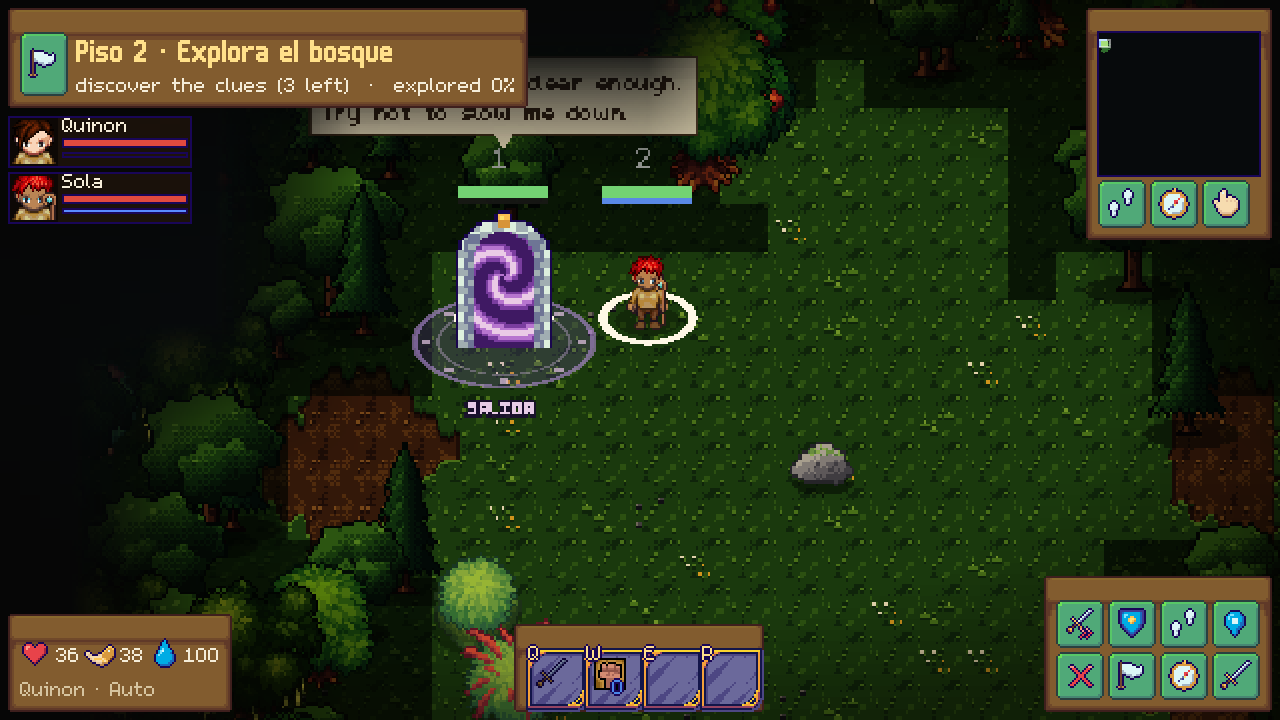 Piso 2 · Explora el bosque
discover the clues (3 left) · explored 0%
clear enough.
Try not to slow me down.
Quinon
Sola
1
2
SALIDA
36
38
100
Quinon · Auto
Q
W
E
R
0